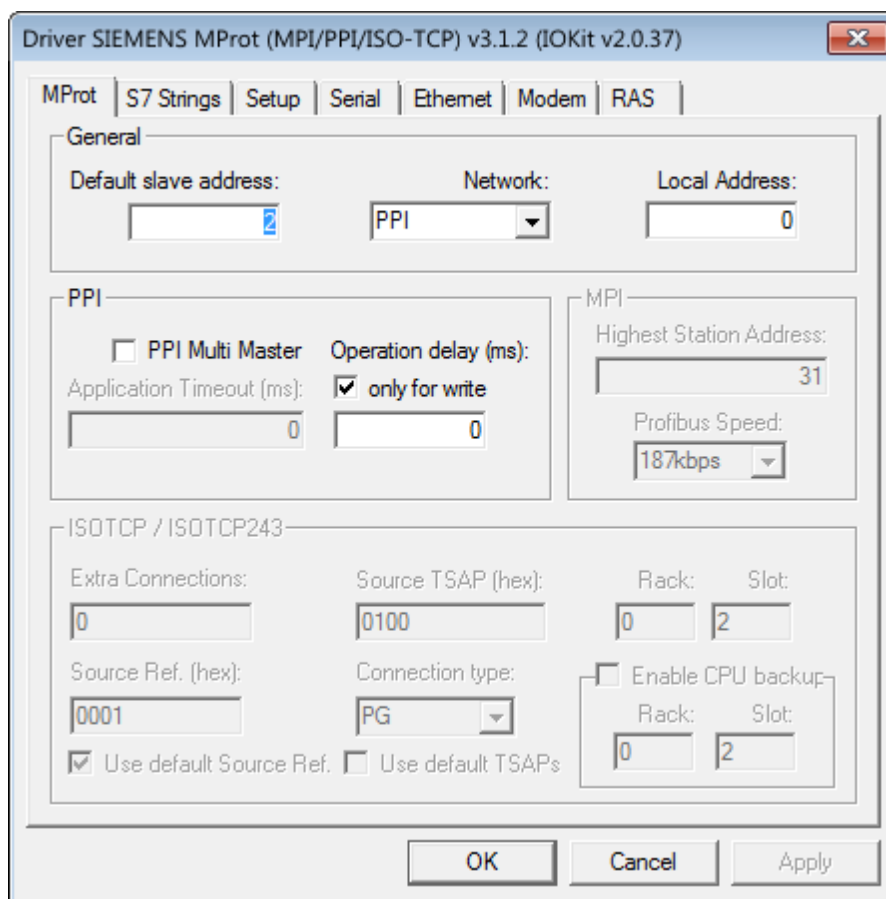 Driver SIEMENS MProt (MPI/PPI/ISO-TCP) v3.1.2 (IOKit v2.0.37)
MProt S7 Strings Setup Serial Ethernet Modem RAS
General
Default slave address: Network: Local Address:
2 PPI 0
PPI MPI
PPI Multi Master Operation delay (ms): Highest Station Address:
Application Timeout (ms): only for write 31
0 0 Profibus Speed:
187kbps
ISOTCP / ISOTCP243
Extra Connections: Source TSAP (hex): Rack: Slot:
0 0100 0 2
Source Ref. (hex): Connection type: Enable CPU backup
0001 PG Rack: Slot:
Use default Source Ref. Use default TSAPs 0 2
OK Cancel Apply